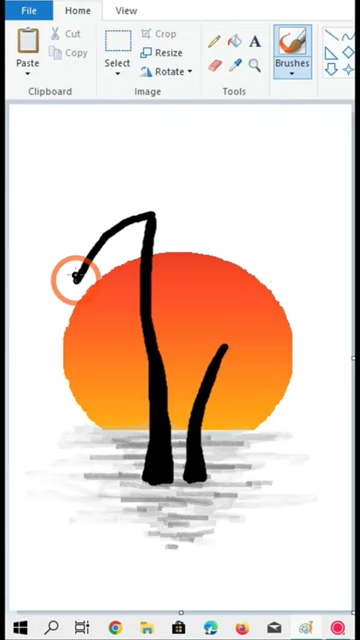 File Home View
Cut
Copy
Paste
Crop
Resize
Select
Rotate
Brushes
Clipboard Image Tools
A